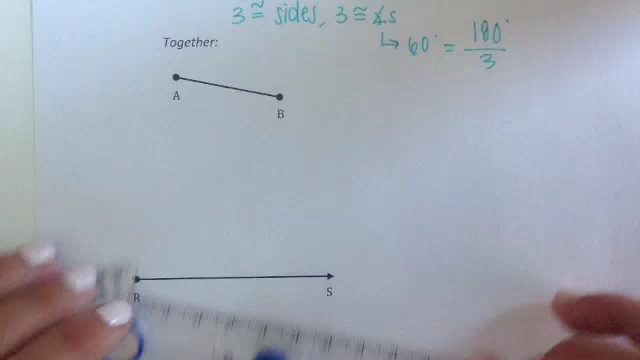 3 ≅ sides, 3 ≅ ∡s
↳ 60° = 180°/3
Together:
A
B
R
S